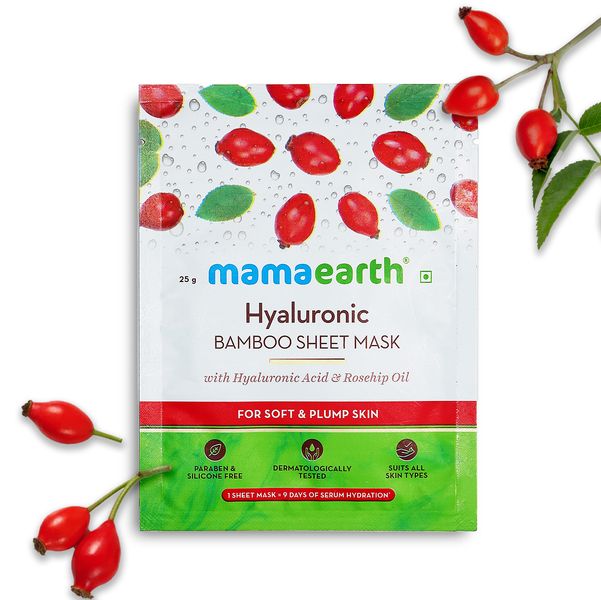 25 g
mamaearth®
Hyaluronic
BAMBOO SHEET MASK
with Hyaluronic Acid & Rosehip Oil
FOR SOFT & PLUMP SKIN
PARABEN &
SILICONE FREE
DERMATOLOGICALLY
TESTED
SUITS ALL
SKIN TYPES
1 SHEET MASK = 9 DAYS OF SERUM HYDRATION*